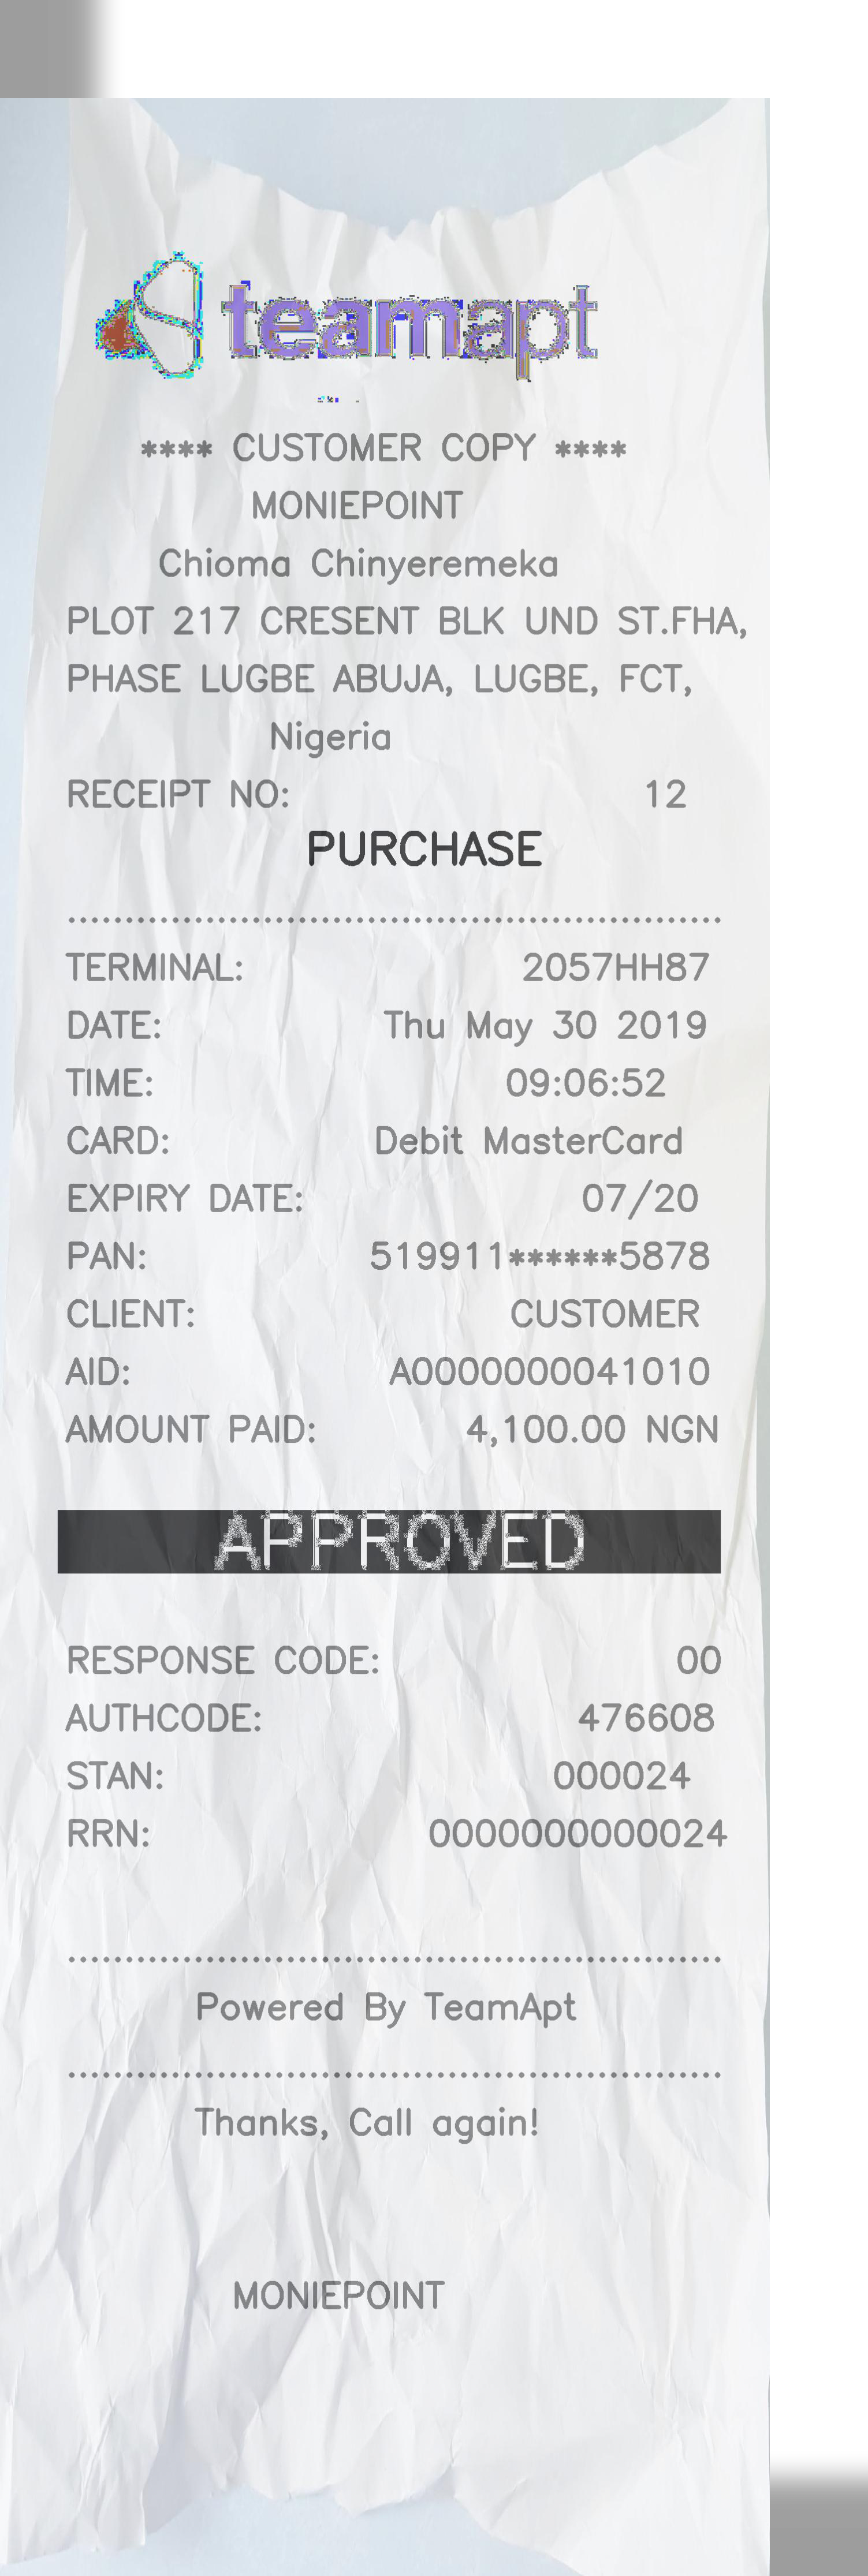 teamapt
**** CUSTOMER COPY ****
MONIEPOINT
Chioma Chinyeremeka
PLOT 217 CRESENT BLK UND ST.FHA,
PHASE LUGBE ABUJA, LUGBE, FCT,
Nigeria
RECEIPT NO: 12
PURCHASE
TERMINAL: 2057HH87
DATE: Thu May 30 2019
TIME: 09:06:52
CARD: Debit MasterCard
EXPIRY DATE: 07/20
PAN: 519911******5878
CLIENT: CUSTOMER
AID: A0000000041010
AMOUNT PAID: 4,100.00 NGN
APPROVED
RESPONSE CODE: 00
AUTHCODE: 476608
STAN: 000024
RRN: 0000000000024
Powered By TeamApt
Thanks, Call again!
MONIEPOINT